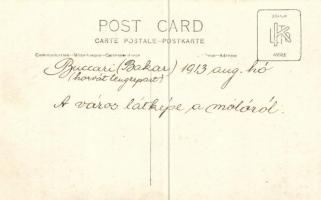 POST CARD
CARTE POSTALE-POSTKARTE
Buccari (Bakar) 1913 aug. hó
(horvát tengerpart)
A város látképe a mólóról.